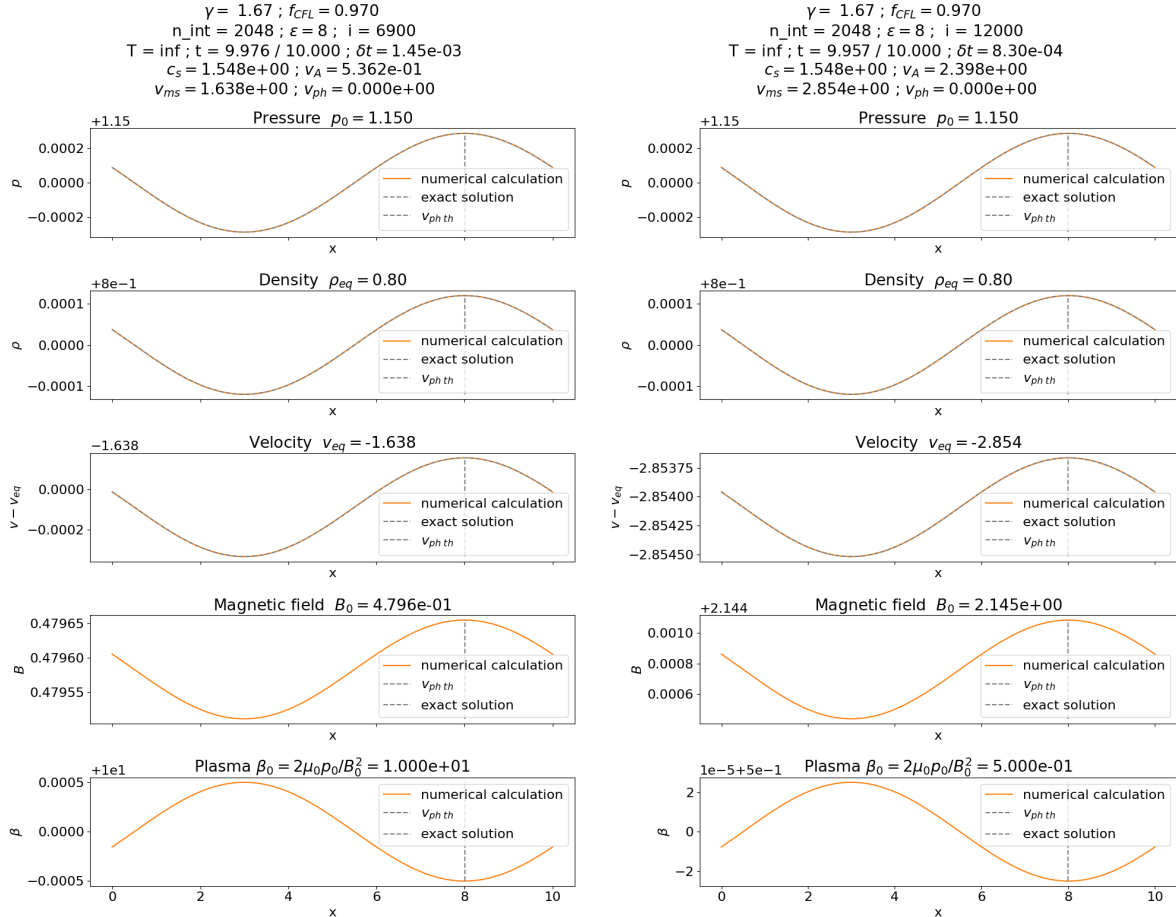 γ = 1.67 ; f_CFL = 0.970
n_int = 2048 ; ε = 8 ; i = 6900
T = inf ; t = 9.976 / 10.000 ; δt = 1.45e-03
c_s = 1.548e+00 ; v_A = 5.362e-01
v_ms = 1.638e+00 ; v_ph = 0.000e+00
+1.15
Pressure p_0 = 1.150
0.0002
0.0000
−0.0002
p
numerical calculation
exact solution
v_ph th
x
+8e−1
Density ρ_eq = 0.80
0.0001
0.0000
−0.0001
ρ
numerical calculation
exact solution
v_ph th
x
−1.638
Velocity v_eq = -1.638
0.0000
−0.0002
v − v_eq
numerical calculation
exact solution
v_ph th
x
Magnetic field B_0 = 4.796e-01
0.47965
0.47960
0.47955
B
numerical calculation
v_ph th
exact solution
x
+1e1
Plasma β_0 = 2μ_0p_0/B_0^2 = 1.000e+01
0.0005
0.0000
−0.0005
β
numerical calculation
v_ph th
exact solution
0 2 4 6 8 10
x
γ = 1.67 ; f_CFL = 0.970
n_int = 2048 ; ε = 8 ; i = 12000
T = inf ; t = 9.957 / 10.000 ; δt = 8.30e-04
c_s = 1.548e+00 ; v_A = 2.398e+00
v_ms = 2.854e+00 ; v_ph = 0.000e+00
+1.15
Pressure p_0 = 1.150
0.0002
0.0000
−0.0002
p
numerical calculation
exact solution
v_ph th
x
+8e−1
Density ρ_eq = 0.80
0.0001
0.0000
−0.0001
ρ
numerical calculation
exact solution
v_ph th
x
Velocity v_eq = -2.854
−2.85375
−2.85400
−2.85425
−2.85450
v − v_eq
numerical calculation
exact solution
v_ph th
x
+2.144
Magnetic field B_0 = 2.145e+00
0.0010
0.0008
0.0006
B
numerical calculation
v_ph th
exact solution
x
1e−5+5e−1
Plasma β_0 = 2μ_0p_0/B_0^2 = 5.000e-01
2
0
−2
β
numerical calculation
v_ph th
exact solution
0 2 4 6 8 10
x